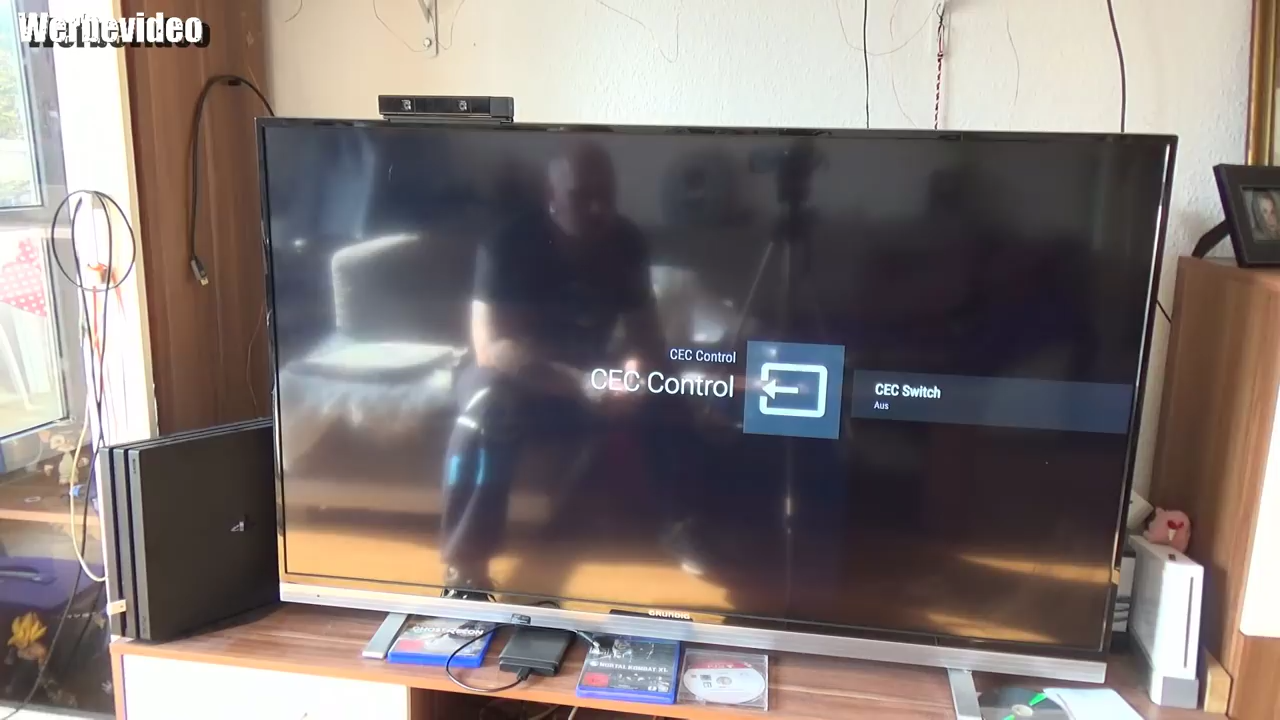 Werbevideo
CEC Control
CEC Control
CEC Switch
Aus
GRUNDIG
MORTAL KOMBAT XL